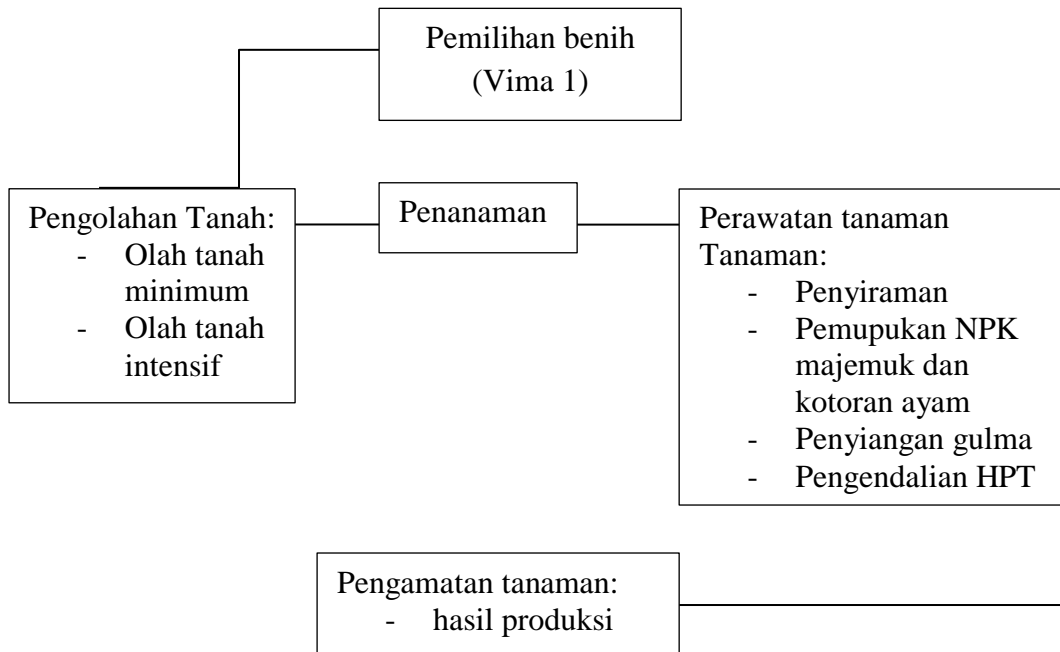 Pemilihan benih
(Vima 1)
Pengolahan Tanah:
- Olah tanah
minimum
- Olah tanah
intensif
Penanaman
Perawatan tanaman
Tanaman:
- Penyiraman
- Pemupukan NPK
majemuk dan
kotoran ayam
- Penyiangan gulma
- Pengendalian HPT
Pengamatan tanaman:
- hasil produksi